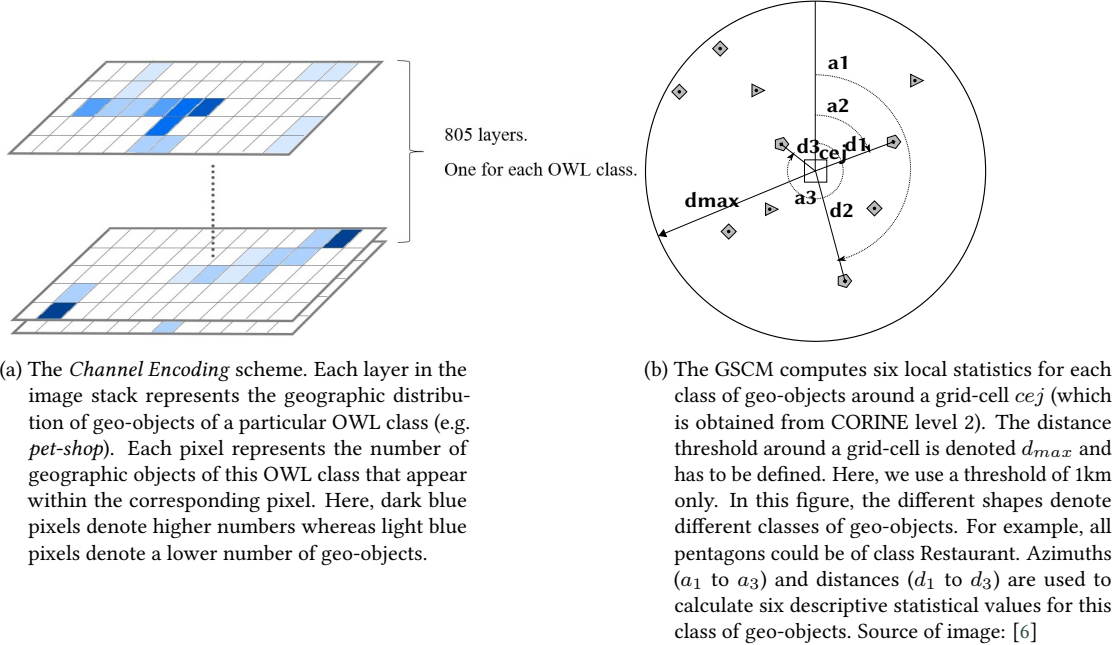 805 layers.
One for each OWL class.
a1
a2
d3
cej
d1
a3
dmax
d2
(a) The Channel Encoding scheme. Each layer in the
image stack represents the geographic distribu-
tion of geo-objects of a particular OWL class (e.g.
pet-shop). Each pixel represents the number of
geographic objects of this OWL class that appear
within the corresponding pixel. Here, dark blue
pixels denote higher numbers whereas light blue
pixels denote a lower number of geo-objects.
(b) The GSCM computes six local statistics for each
class of geo-objects around a grid-cell cej (which
is obtained from CORINE level 2). The distance
threshold around a grid-cell is denoted dmax and
has to be defined. Here, we use a threshold of 1km
only. In this figure, the different shapes denote
different classes of geo-objects. For example, all
pentagons could be of class Restaurant. Azimuths
(a1 to a3) and distances (d1 to d3) are used to
calculate six descriptive statistical values for this
class of geo-objects. Source of image: [6]